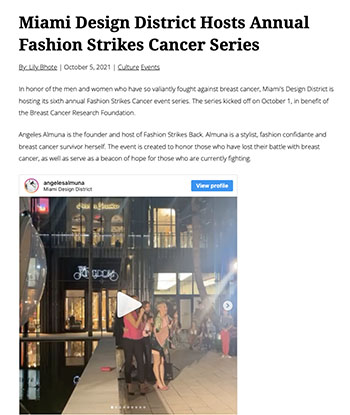 Miami Design District Hosts Annual
Fashion Strikes Cancer Series
By: Lily Bhote | October 5, 2021 | Culture Events
In honor of the men and women who have so valiantly fought against breast cancer, Miami's Design District is
hosting its sixth annual Fashion Strikes Cancer event series. The series kicked off on October 1, in benefit of
the Breast Cancer Research Foundation.
Angeles Almuna is the founder and host of Fashion Strikes Back. Almuna is a stylist, fashion confidante and
breast cancer survivor herself. The event is created to honor those who have lost their battle with breast
cancer, as well as serve as a beacon of hope for those who are currently fighting.
angelesalmuna
Miami Design District
View profile